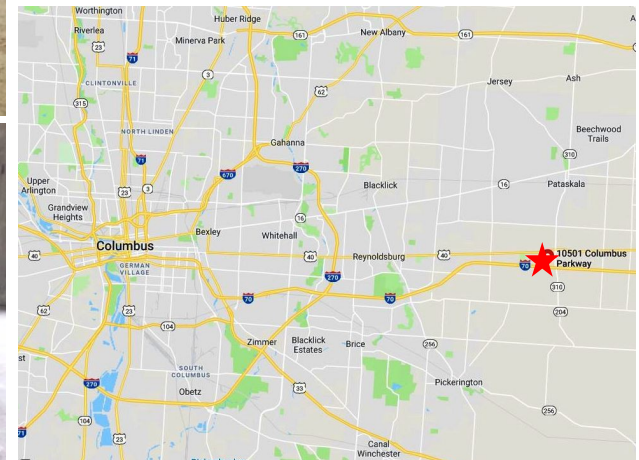 Worthington
Huber Ridge
A
Riverlea
23
71
Minerva Park
161
New Albany
161
3
Jersey
Ash
CLINTONVILLE
62
315
NORTH LINDEN
Beechwood
Trails
71
Gahanna
310
670
270
Upper
Arlington
23
3
Blacklick
16
Pataskala
Grandview
Heights
16
Bexley
Whitehall
Columbus
40
40
Reynoldsburg
40
10501 Columbus
Parkway
GERMAN
VILLAGE
70
270
310
70
70
62
23
204
104
Zimmer
Blacklick
Estates
Brice
256
st
SOUTH
COLUMBUS
270
33
Pickerington
Obetz
256
104
71
23
Canal
Winchester